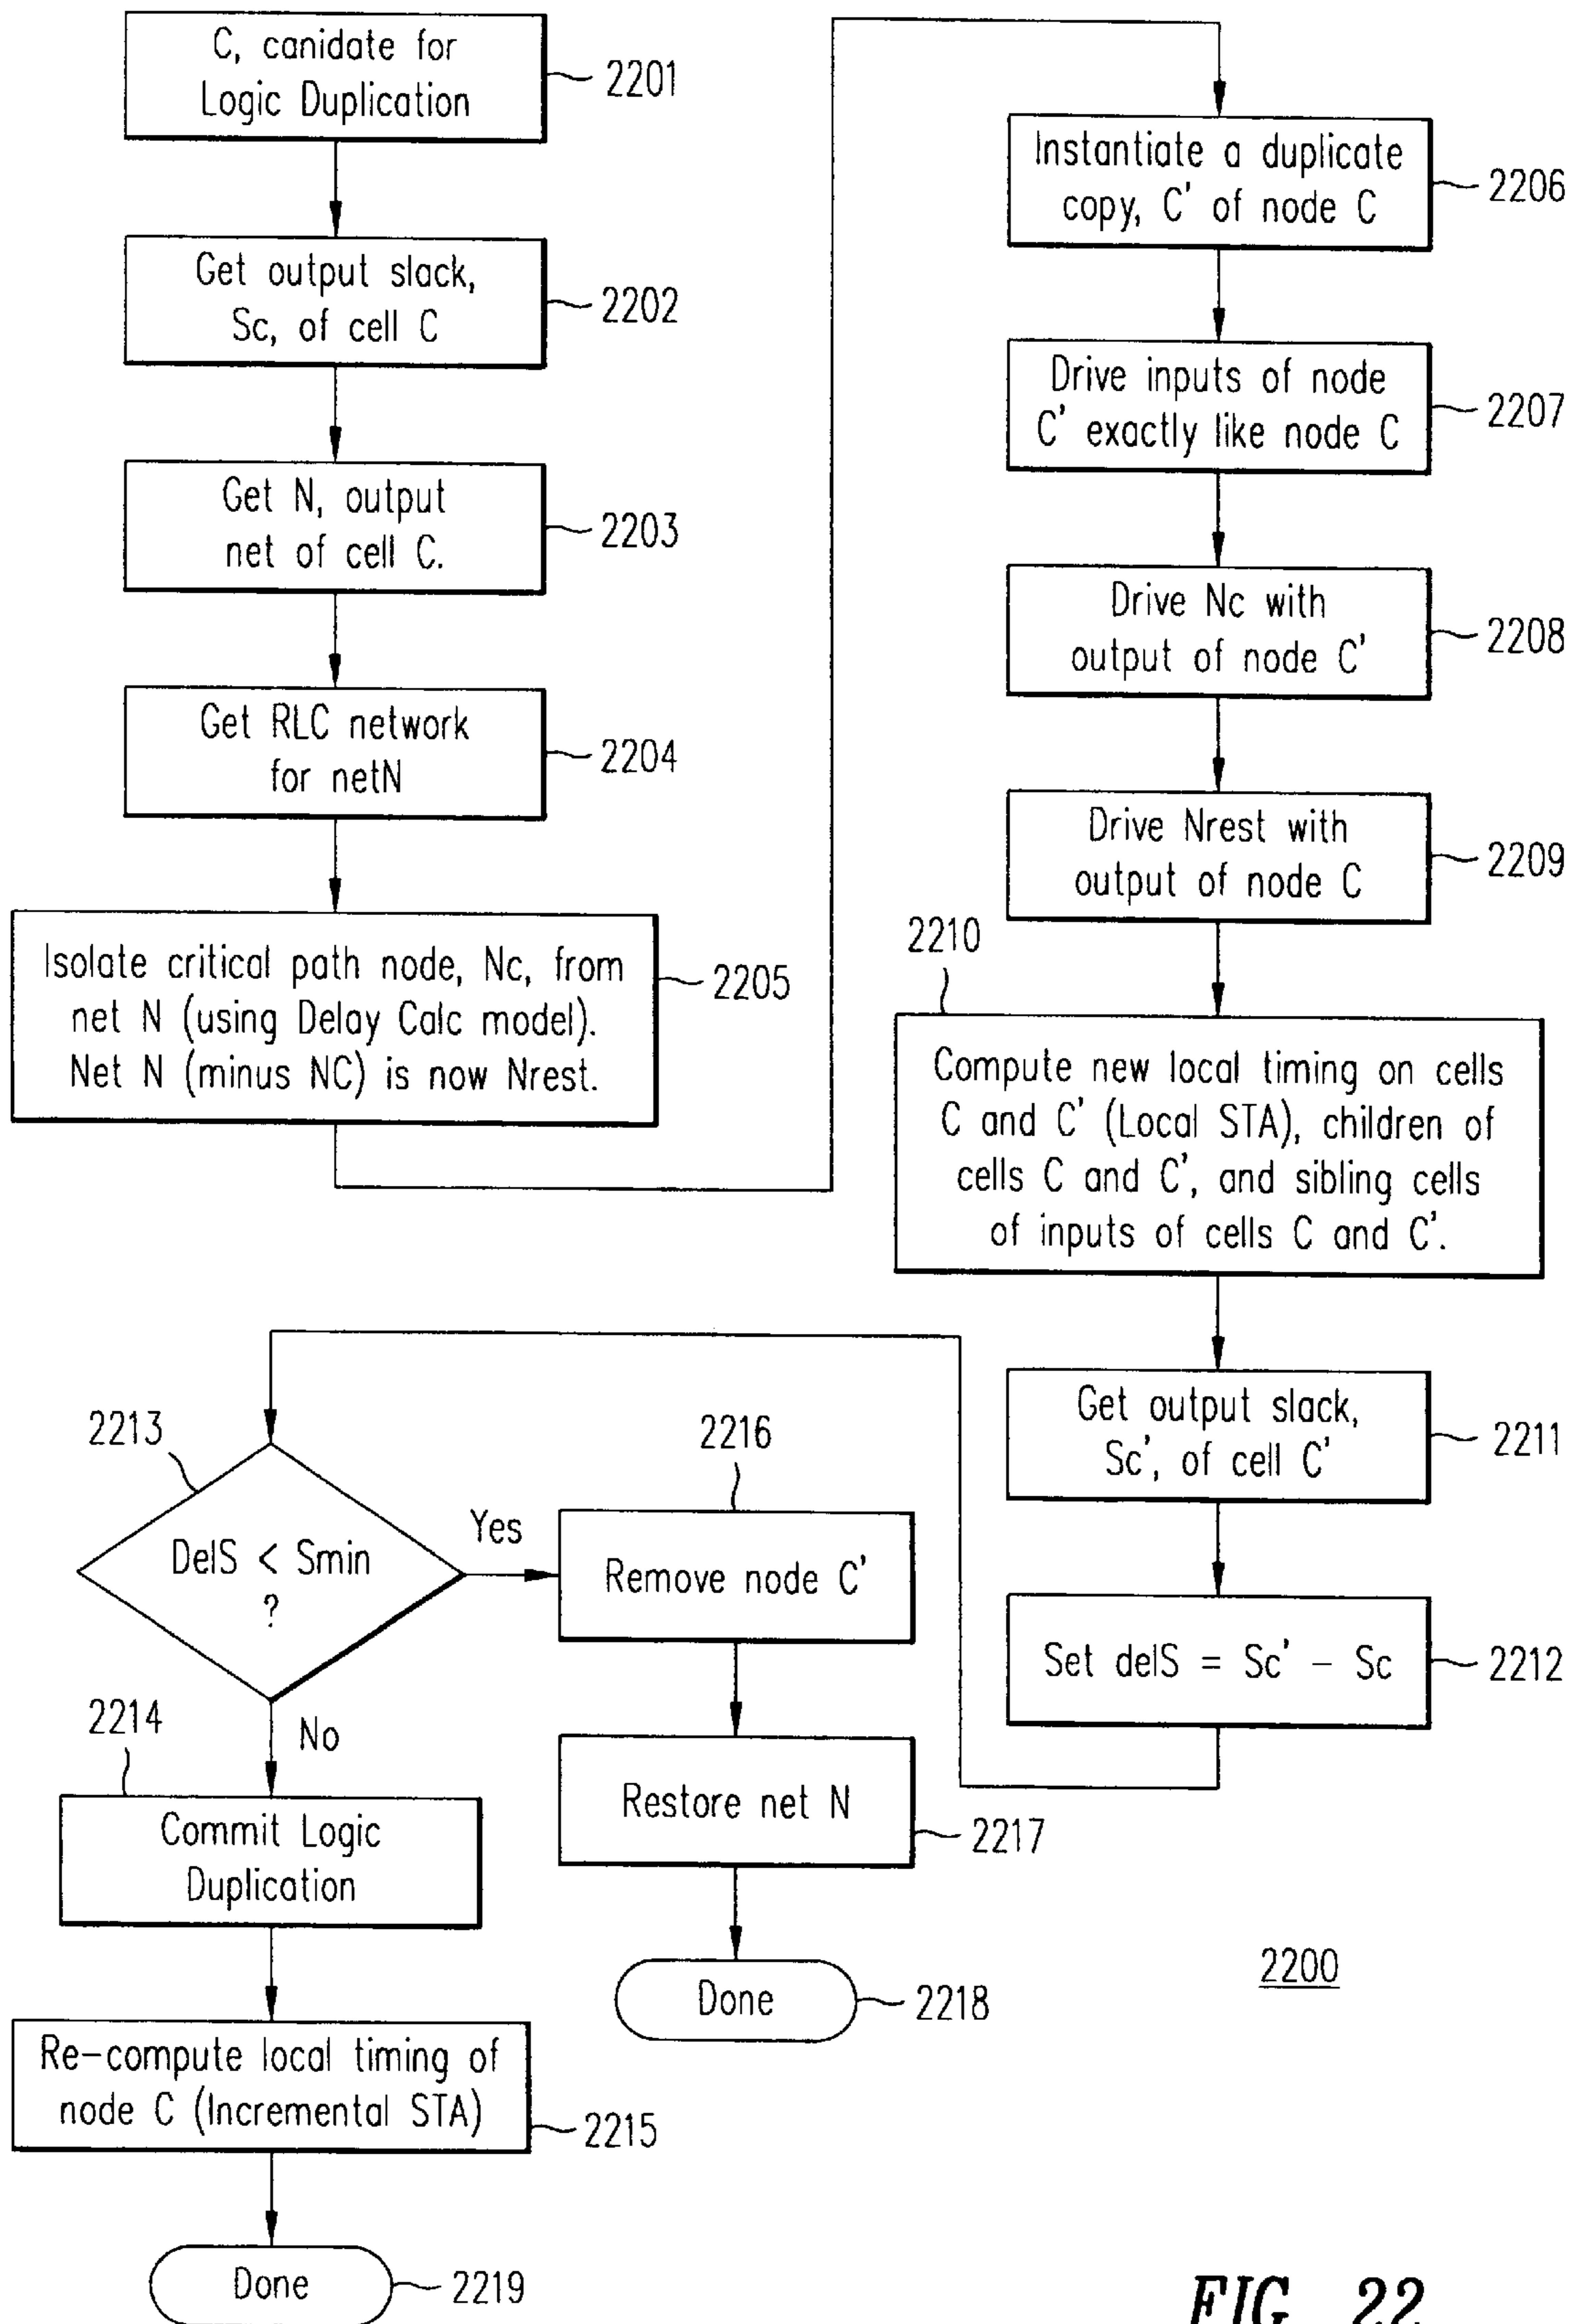 C, canidate for
Logic Duplication
2201
Get output slack,
Sc, of cell C
2202
Get N, output
net of cell C.
2203
Get RLC network
for netN
2204
Isolate critical path node, Nc, from
net N (using Delay Calc model).
Net N (minus NC) is now Nrest.
2205
Instantiate a duplicate
copy, C' of node C
2206
Drive inputs of node
C' exactly like node C
2207
Drive Nc with
output of node C'
2208
Drive Nrest with
output of node C
2209
2210
Compute new local timing on cells
C and C' (Local STA), children of
cells C and C', and sibling cells
of inputs of cells C and C'.
Get output slack,
Sc', of cell C'
2211
Set delS = Sc' - Sc
2212
2213
DelS < Smin
?
Yes
No
2216
Remove node C'
Restore net N
2217
Done
2218
2214
Commit Logic
Duplication
Re-compute local timing of
node C (Incremental STA)
2215
Done
2219
2200
FIG. 22